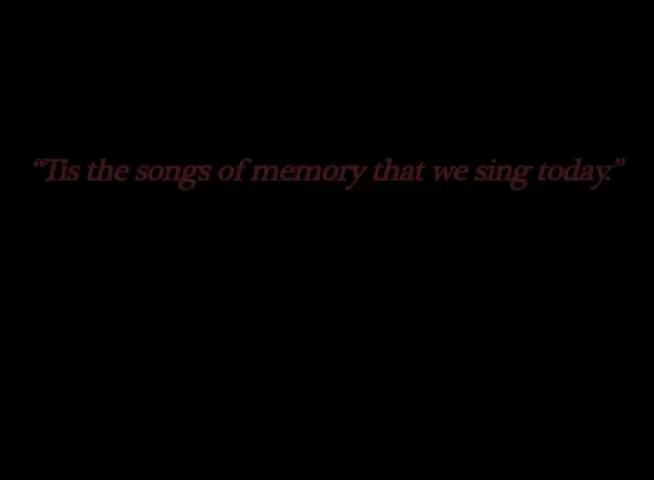 “Tis the songs of memory that we sing today.”